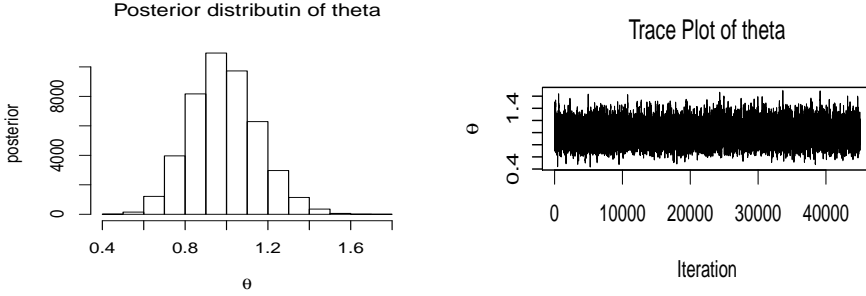 Posterior distributin of theta
posterior
8000
4000
0
0.4
0.8
1.2
1.6
θ
Trace Plot of theta
θ
1.4
0.4
0
10000
20000
30000
40000
Iteration